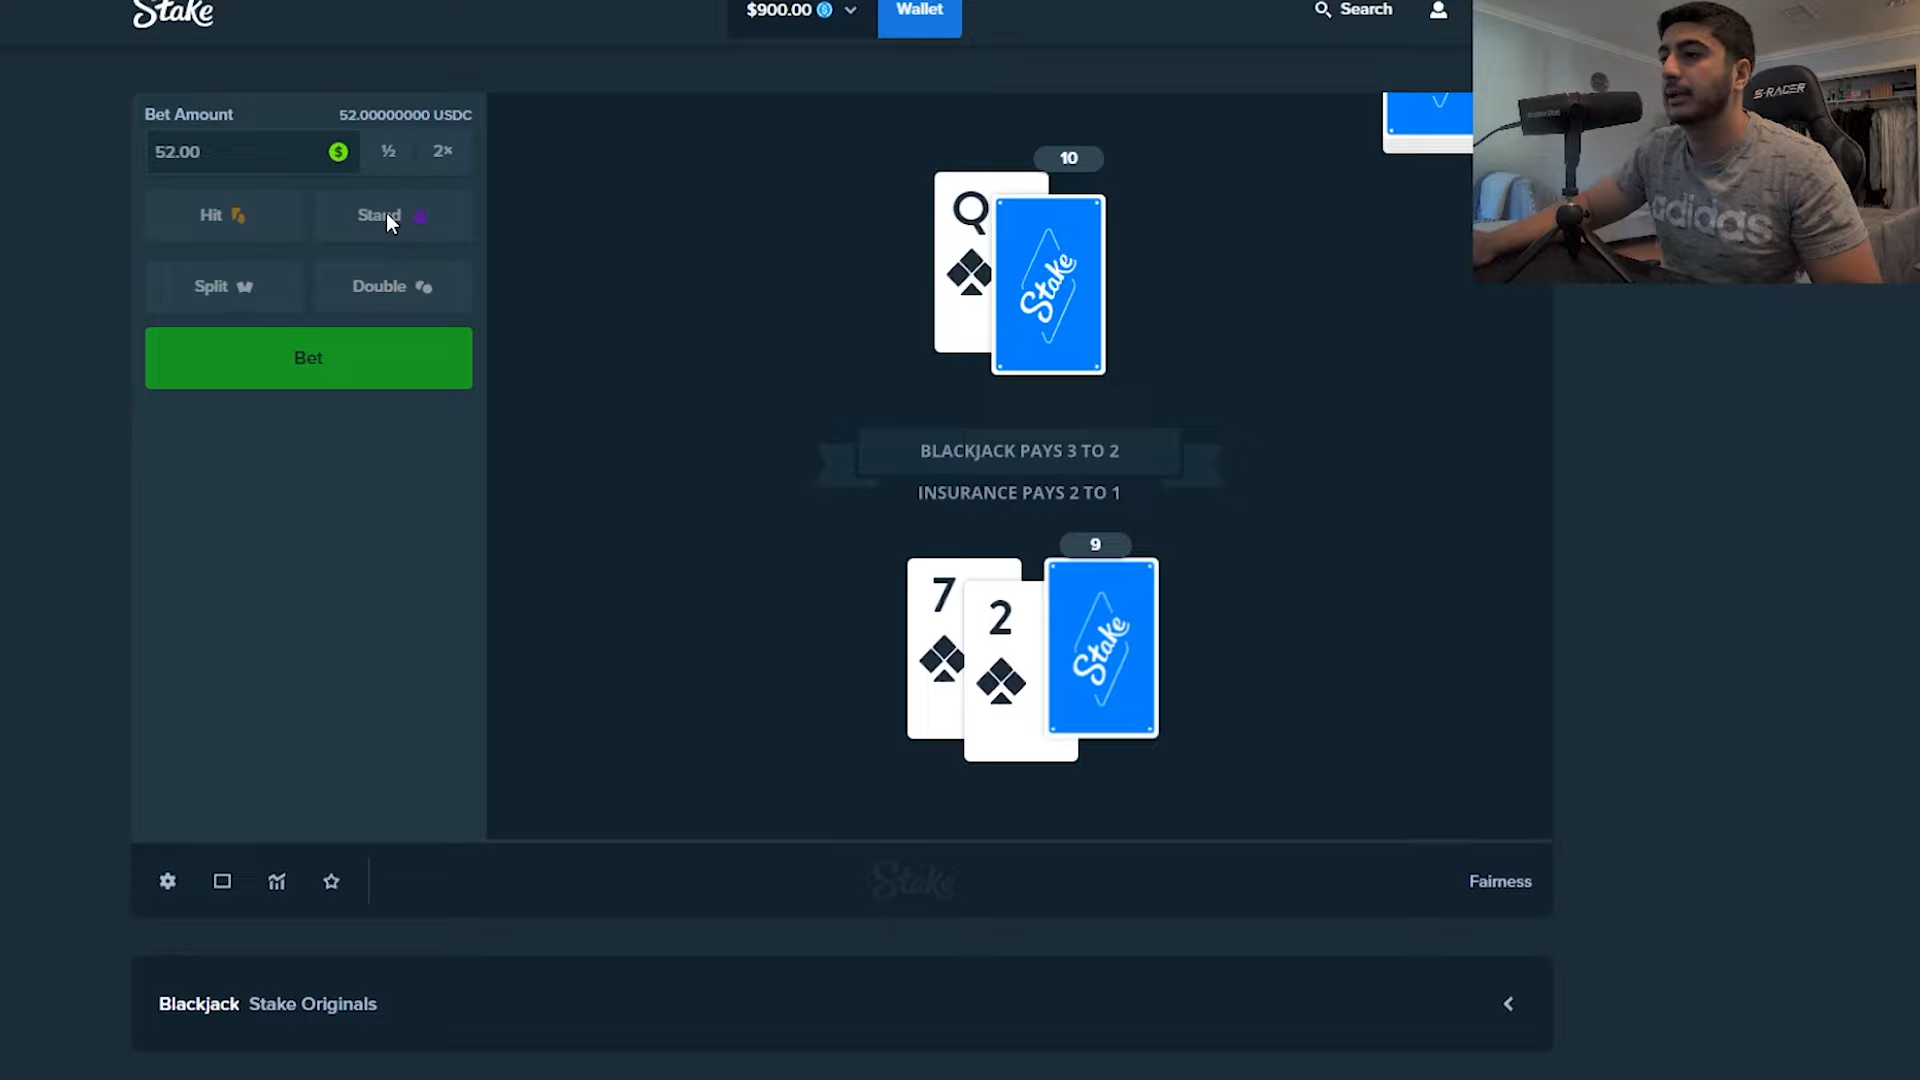 Stake
$900.00
Wallet
Search
Bet Amount
52.00000000 USDC
52.00
½
2×
Hit
Stand
Split
Double
Bet
10
Q
Stake
BLACKJACK PAYS 3 TO 2
INSURANCE PAYS 2 TO 1
9
7
2
Stake
Stake
Fairness
Blackjack Stake Originals
S-RACER
adidas